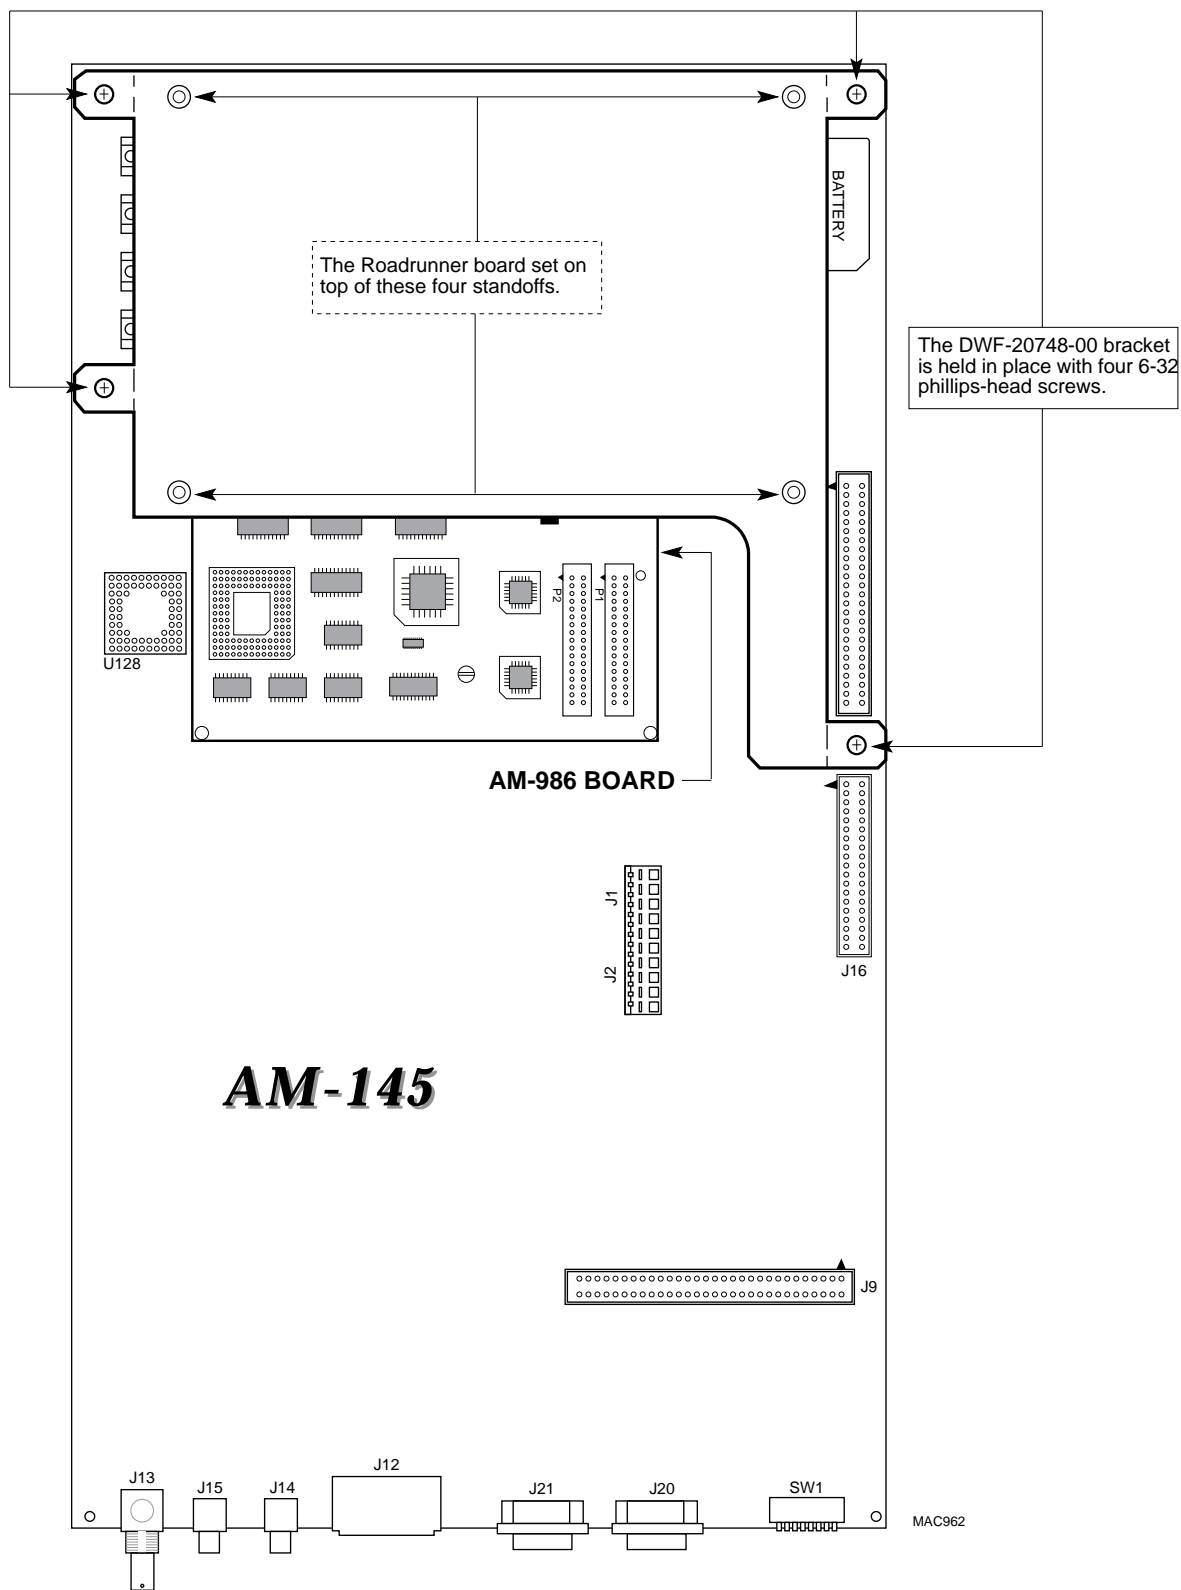 BATTERY
The Roadrunner board set on
top of these four standoffs.
The DWF-20748-00 bracket
is held in place with four 6-32
phillips-head screws.
P2
P1
U128
AM-986 BOARD
J1
J2
J16
AM-145
J9
J13
J15
J14
J12
J21
J20
SW1
MAC962